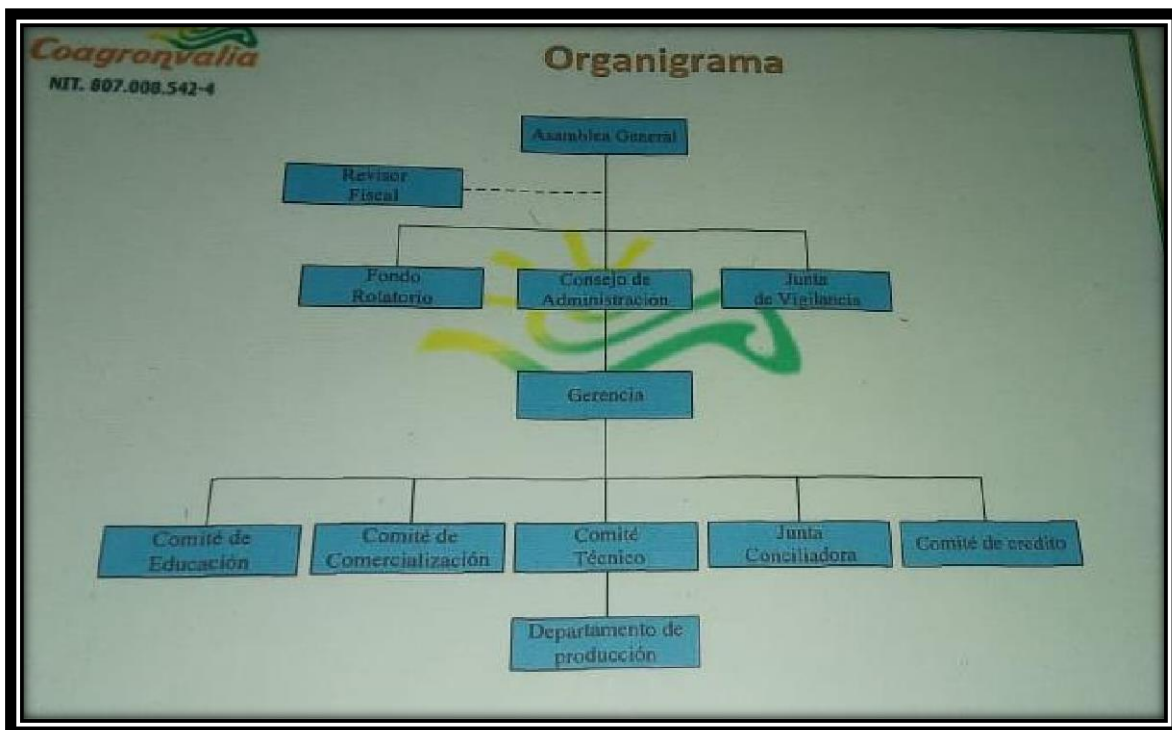 Coagronvalia
NIT. 807.008.542-4
Organigrama
Asamblea General
Revisor
Fiscal
Fondo
Rotatorio
Consejo de
Administración
Junta
de Vigilancia
Gerencia
Comité de
Educación
Comité de
Comercialización
Comité
Técnico
Junta
Conciliadora
Comité de credito
Departamento de
producción